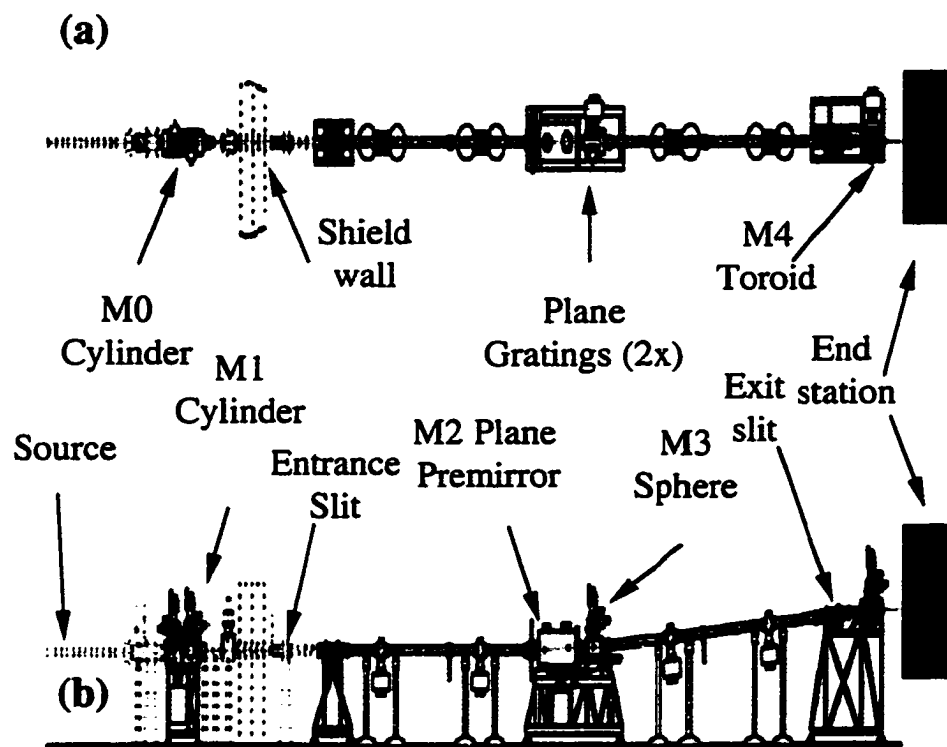 (a)
Shield
wall
M4
Toroid
M0
Cylinder
Plane
Gratings (2x)
End
station
M1
Cylinder
Exit
slit
Source
Entrance
Slit
M2 Plane
Premirror
M3
Sphere
(b)